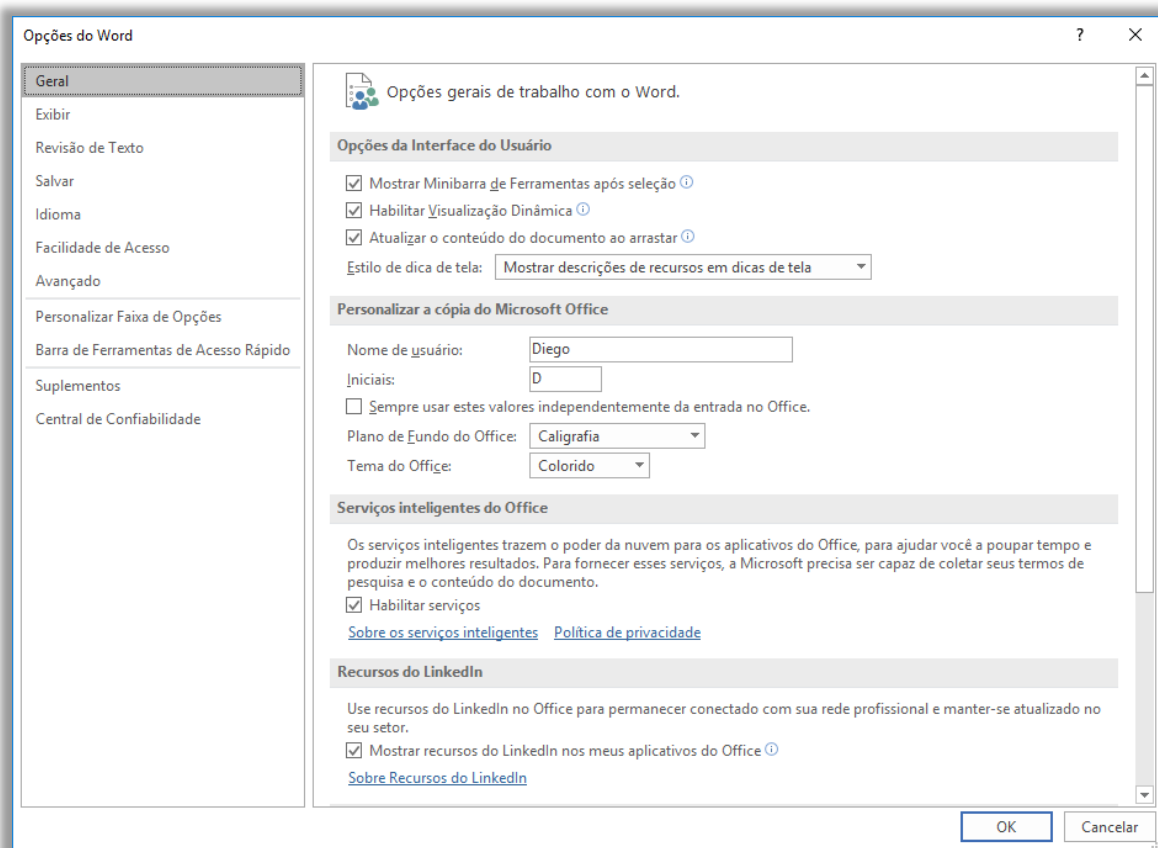 Opções do Word
?
Geral
Exibir
Revisão de Texto
Salvar
Idioma
Facilidade de Acesso
Avançado
Personalizar Faixa de Opções
Barra de Ferramentas de Acesso Rápido
Suplementos
Central de Confiabilidade
Opções gerais de trabalho com o Word.
Opções da Interface do Usuário
Mostrar Minibarra de Ferramentas após seleção
Habilitar Visualização Dinâmica
Atualizar o conteúdo do documento ao arrastar
Estilo de dica de tela: Mostrar descrições de recursos em dicas de tela
Personalizar a cópia do Microsoft Office
Nome de usuário: Diego
Iniciais: D
Sempre usar estes valores independentemente da entrada no Office.
Plano de Fundo do Office: Caligrafia
Tema do Office: Colorido
Serviços inteligentes do Office
Os serviços inteligentes trazem o poder da nuvem para os aplicativos do Office, para ajudar você a poupar tempo e
produzir melhores resultados. Para fornecer esses serviços, a Microsoft precisa ser capaz de coletar seus termos de
pesquisa e o conteúdo do documento.
Habilitar serviços
Sobre os serviços inteligentes Política de privacidade
Recursos do LinkedIn
Use recursos do LinkedIn no Office para permanecer conectado com sua rede profissional e manter-se atualizado no
seu setor.
Mostrar recursos do LinkedIn nos meus aplicativos do Office
Sobre Recursos do LinkedIn
OK Cancelar